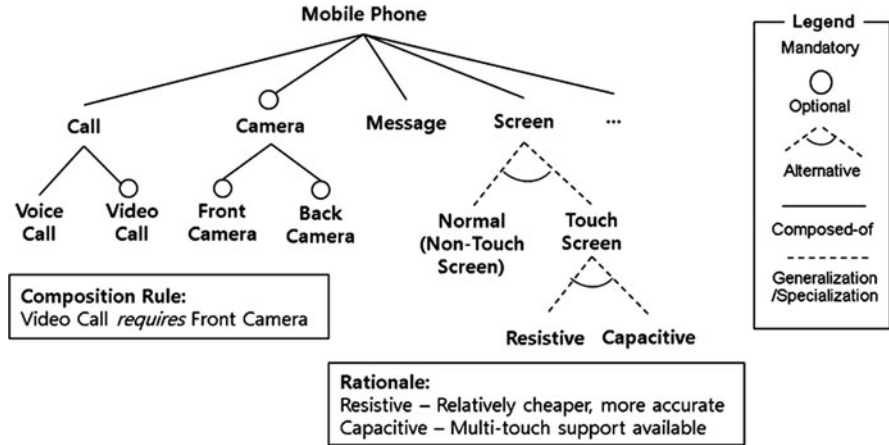 Mobile Phone
Call
Camera
Message
Screen
...
Voice
Call
Video
Call
Front
Camera
Back
Camera
Normal
(Non-Touch
Screen)
Touch
Screen
Resistive
Capacitive
Composition Rule:
Video Call requires Front Camera
Rationale:
Resistive – Relatively cheaper, more accurate
Capacitive – Multi-touch support available
Legend
Mandatory
Optional
Alternative
Composed-of
Generalization
/Specialization